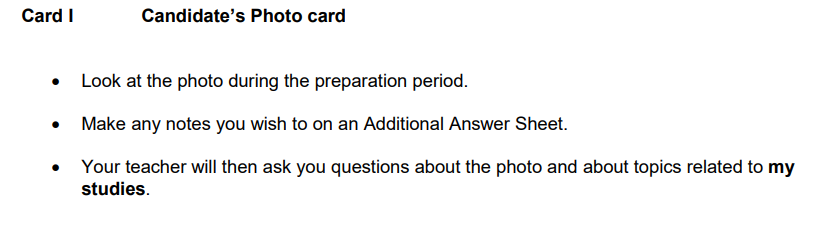 Card I Candidate’s Photo card
• Look at the photo during the preparation period.
• Make any notes you wish to on an Additional Answer Sheet.
• Your teacher will then ask you questions about the photo and about topics related to my
studies.